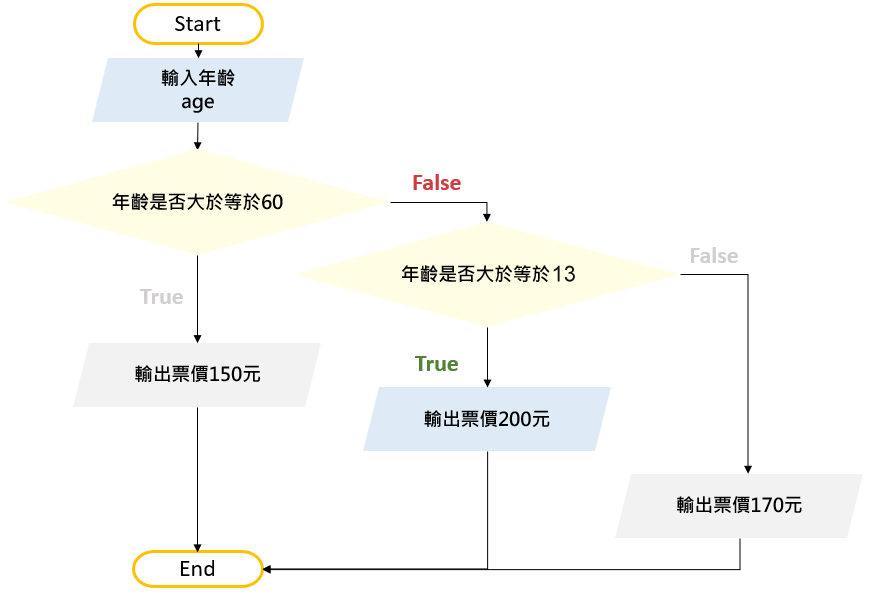 Start
輸入年齡
age
年齡是否大於等於60
False
年齡是否大於等於13
False
True
輸出票價150元
True
輸出票價200元
輸出票價170元
End